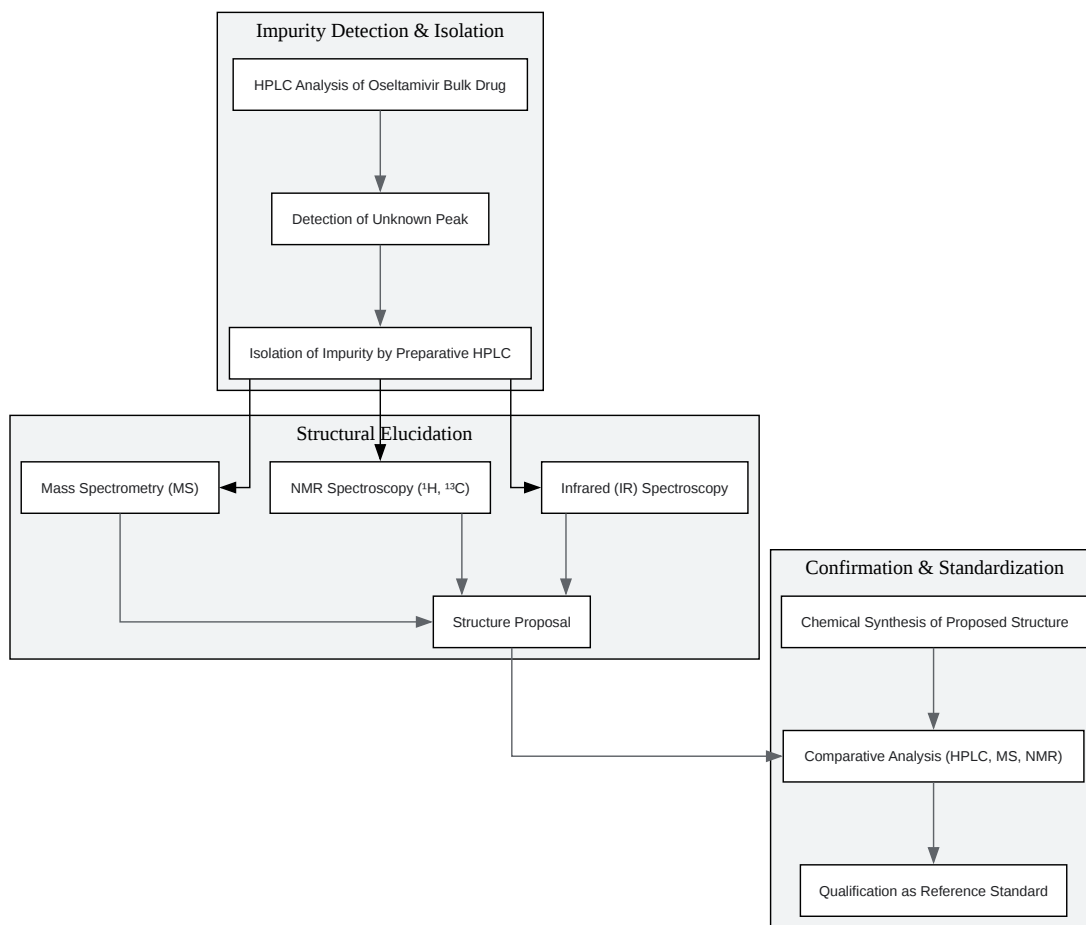 Impurity Detection & Isolation
HPLC Analysis of Oseltamivir Bulk Drug
Detection of Unknown Peak
Isolation of Impurity by Preparative HPLC
Structural Elucidation
Mass Spectrometry (MS)
NMR Spectroscopy (¹H, ¹³C)
Infrared (IR) Spectroscopy
Structure Proposal
Confirmation & Standardization
Chemical Synthesis of Proposed Structure
Comparative Analysis (HPLC, MS, NMR)
Qualification as Reference Standard